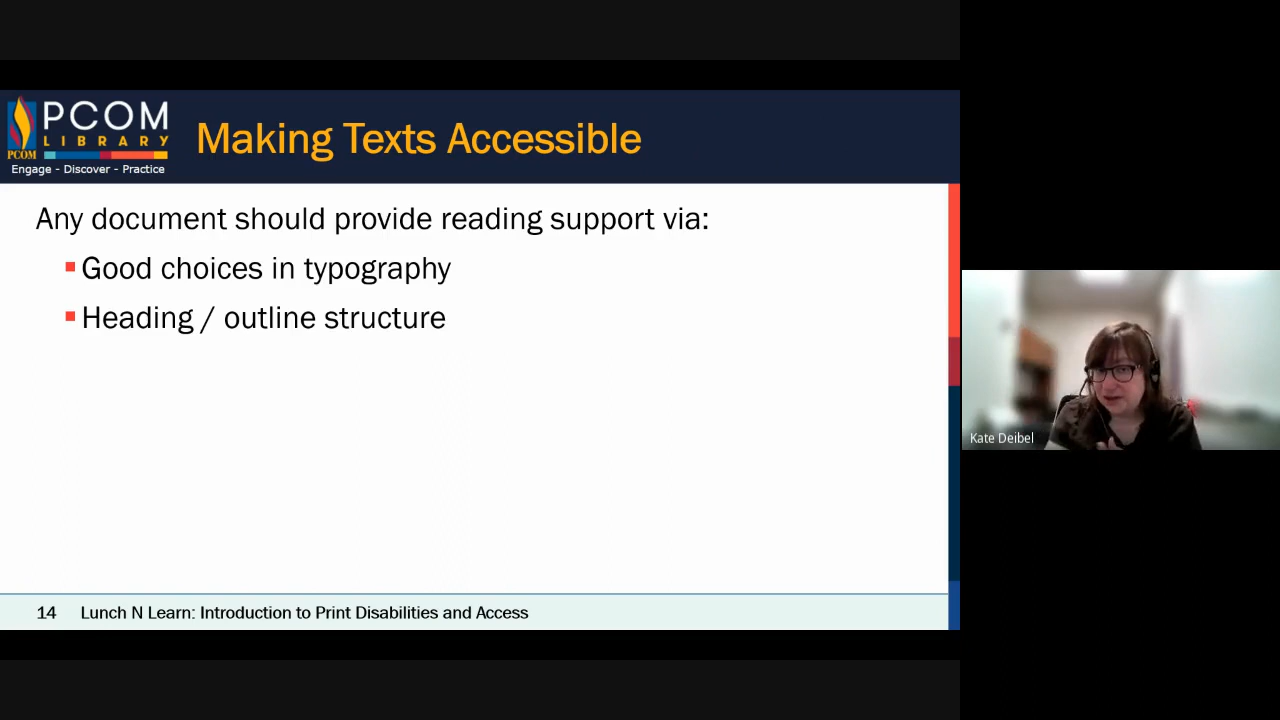 PCOM
LIBRARY
PCOM
Engage - Discover - Practice
Making Texts Accessible
Any document should provide reading support via:
Good choices in typography
Heading / outline structure
Kate Deibel
14 Lunch N Learn: Introduction to Print Disabilities and Access